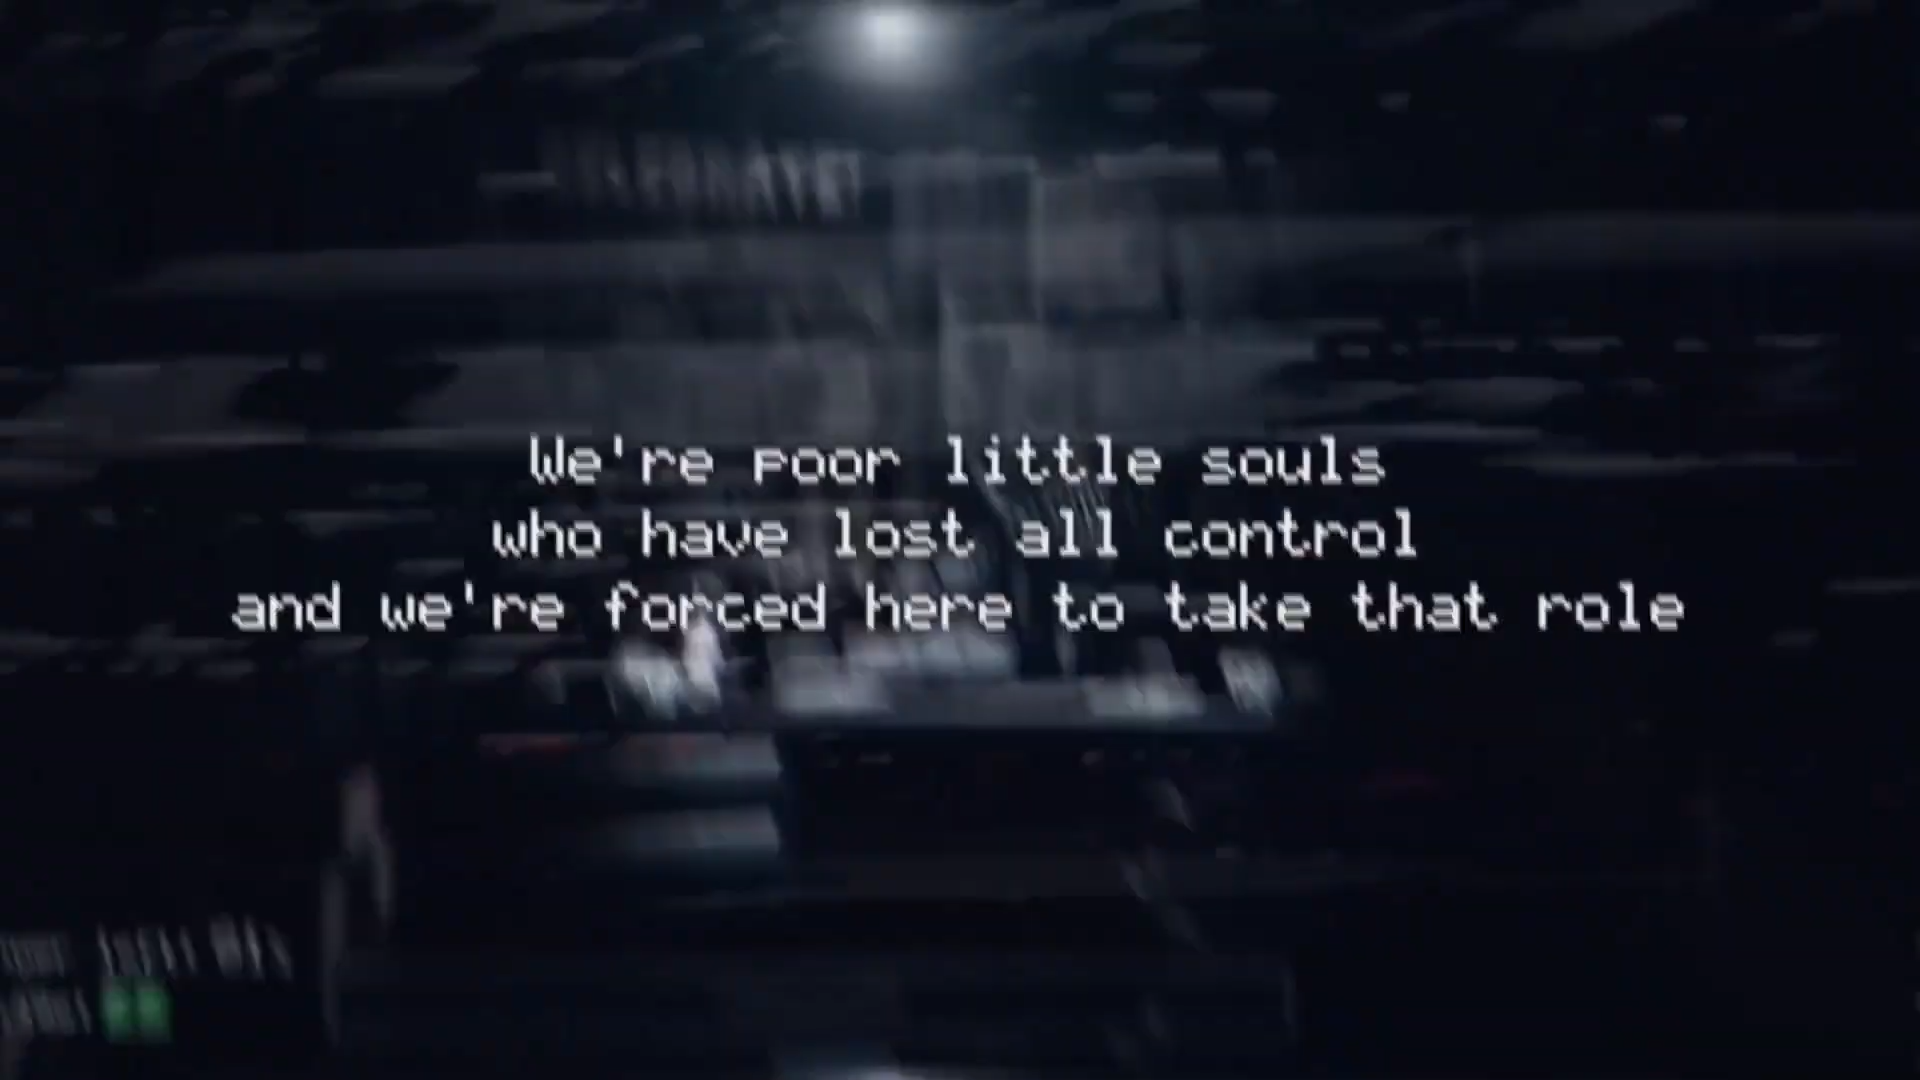 We're poor little souls
who have lost all control
and we're forced here to take that role